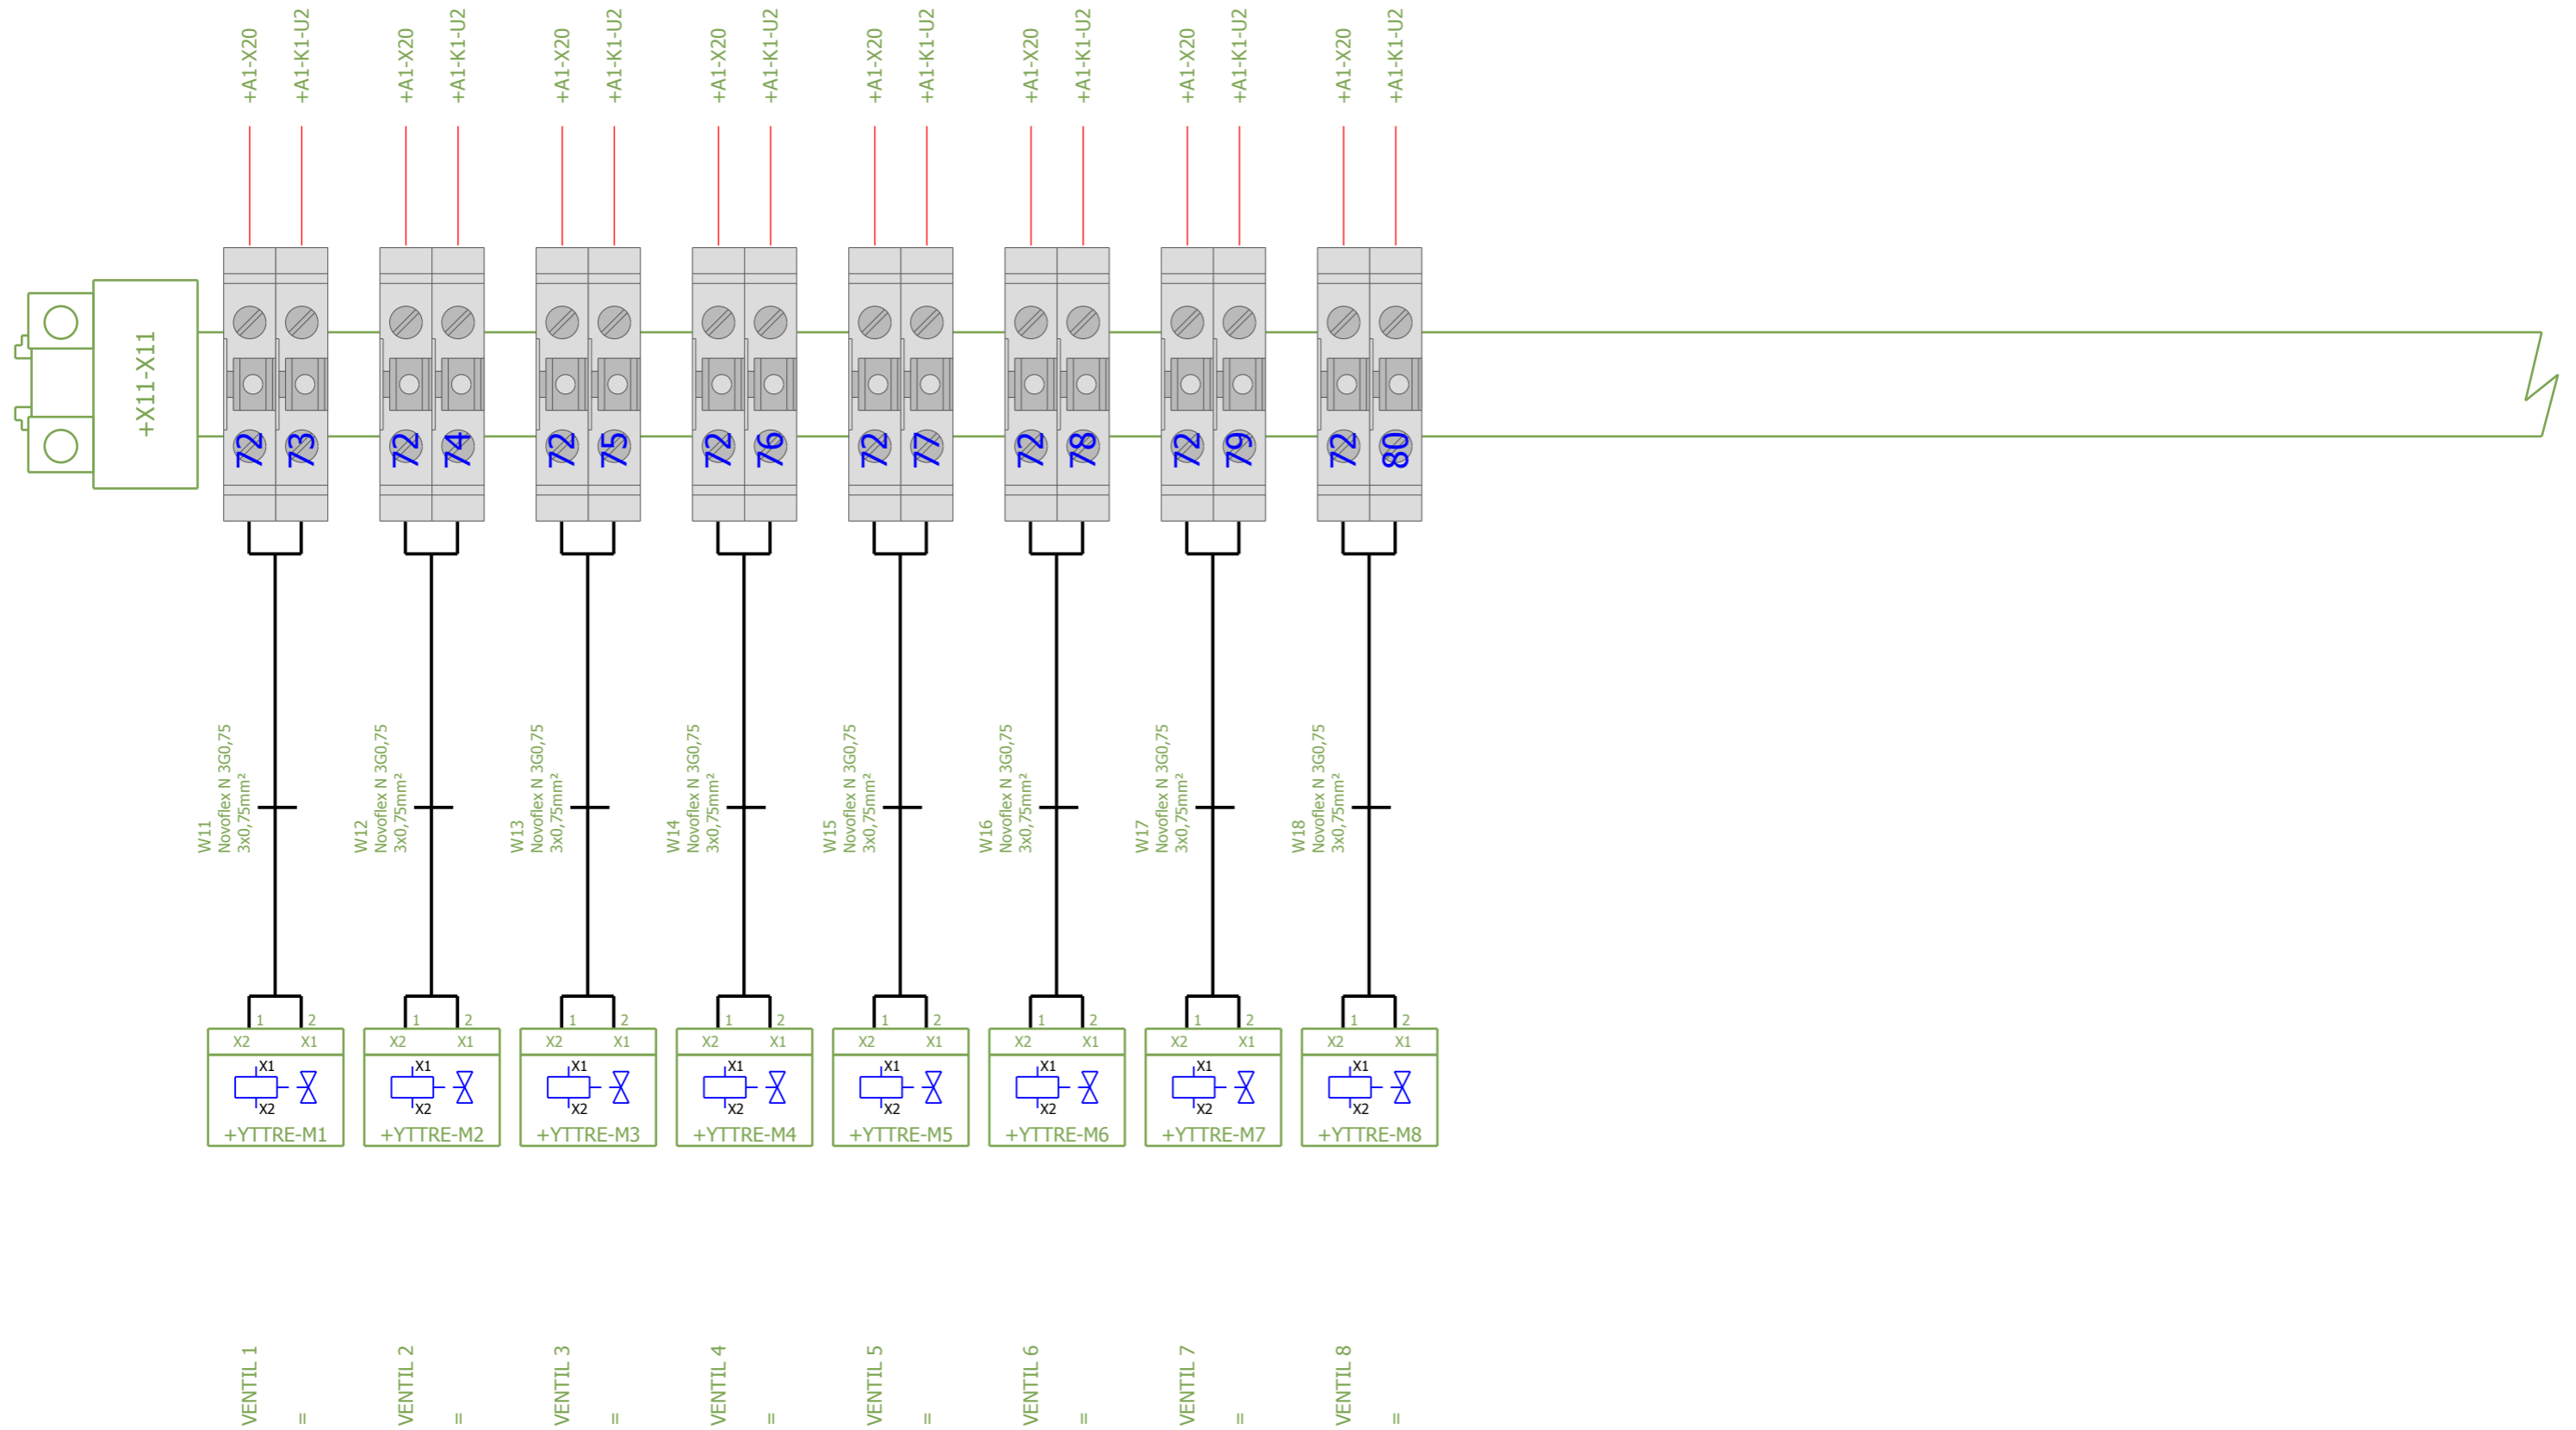 +A1-X20
+A1-K1-U2
+A1-X20
+A1-K1-U2
+A1-X20
+A1-K1-U2
+A1-X20
+A1-K1-U2
+A1-X20
+A1-K1-U2
+A1-X20
+A1-K1-U2
+A1-X20
+A1-K1-U2
+A1-X20
+A1-K1-U2
+X11-X11
72
73
72
74
72
75
72
76
72
77
72
78
72
79
72
80
W11
Novoflex N 3G0,75
3x0,75mm²
W12
Novoflex N 3G0,75
3x0,75mm²
W13
Novoflex N 3G0,75
3x0,75mm²
W14
Novoflex N 3G0,75
3x0,75mm²
W15
Novoflex N 3G0,75
3x0,75mm²
W16
Novoflex N 3G0,75
3x0,75mm²
W17
Novoflex N 3G0,75
3x0,75mm²
W18
Novoflex N 3G0,75
3x0,75mm²
1 2
X2 X1
X1
X2
+YTTRE-M1
1 2
X2 X1
X1
X2
+YTTRE-M2
1 2
X2 X1
X1
X2
+YTTRE-M3
1 2
X2 X1
X1
X2
+YTTRE-M4
1 2
X2 X1
X1
X2
+YTTRE-M5
1 2
X2 X1
X1
X2
+YTTRE-M6
1 2
X2 X1
X1
X2
+YTTRE-M7
1 2
X2 X1
X1
X2
+YTTRE-M8
VENTIL 1
=
VENTIL 2
=
VENTIL 3
=
VENTIL 4
=
VENTIL 5
=
VENTIL 6
=
VENTIL 7
=
VENTIL 8
=